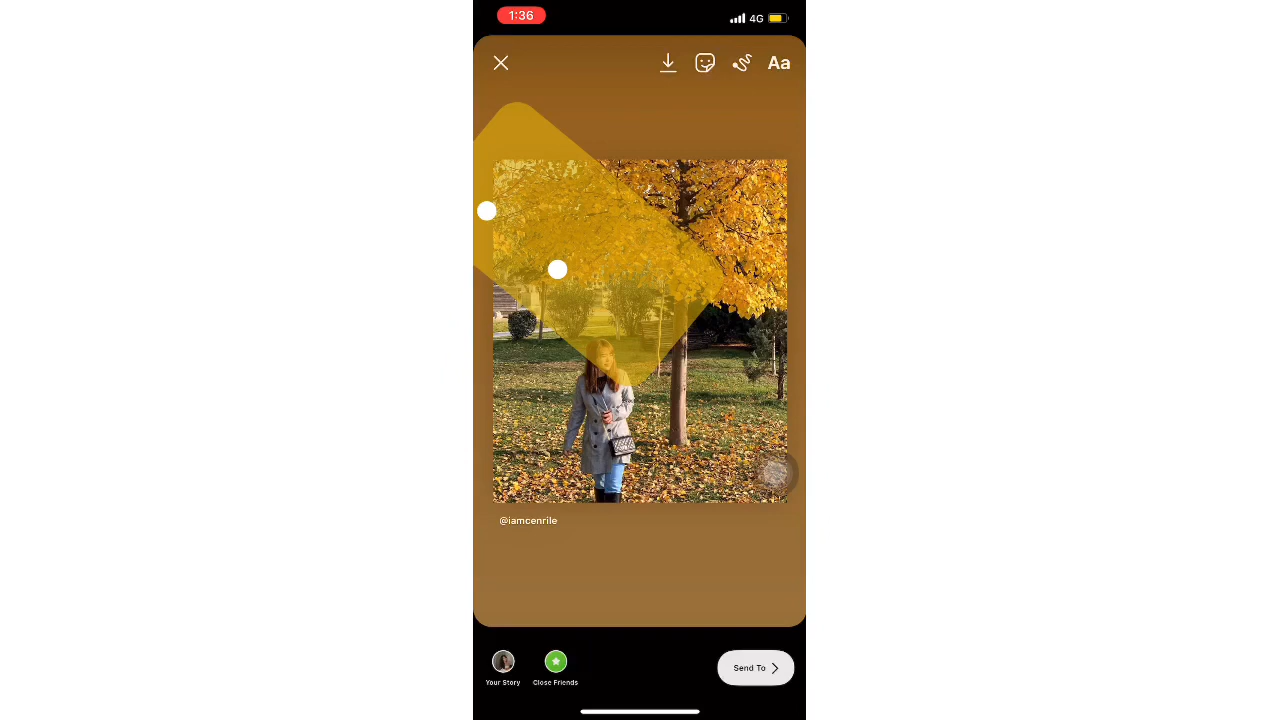 1:36
4G
Aa
@iamcenrile
Your Story
Close Friends
Send To